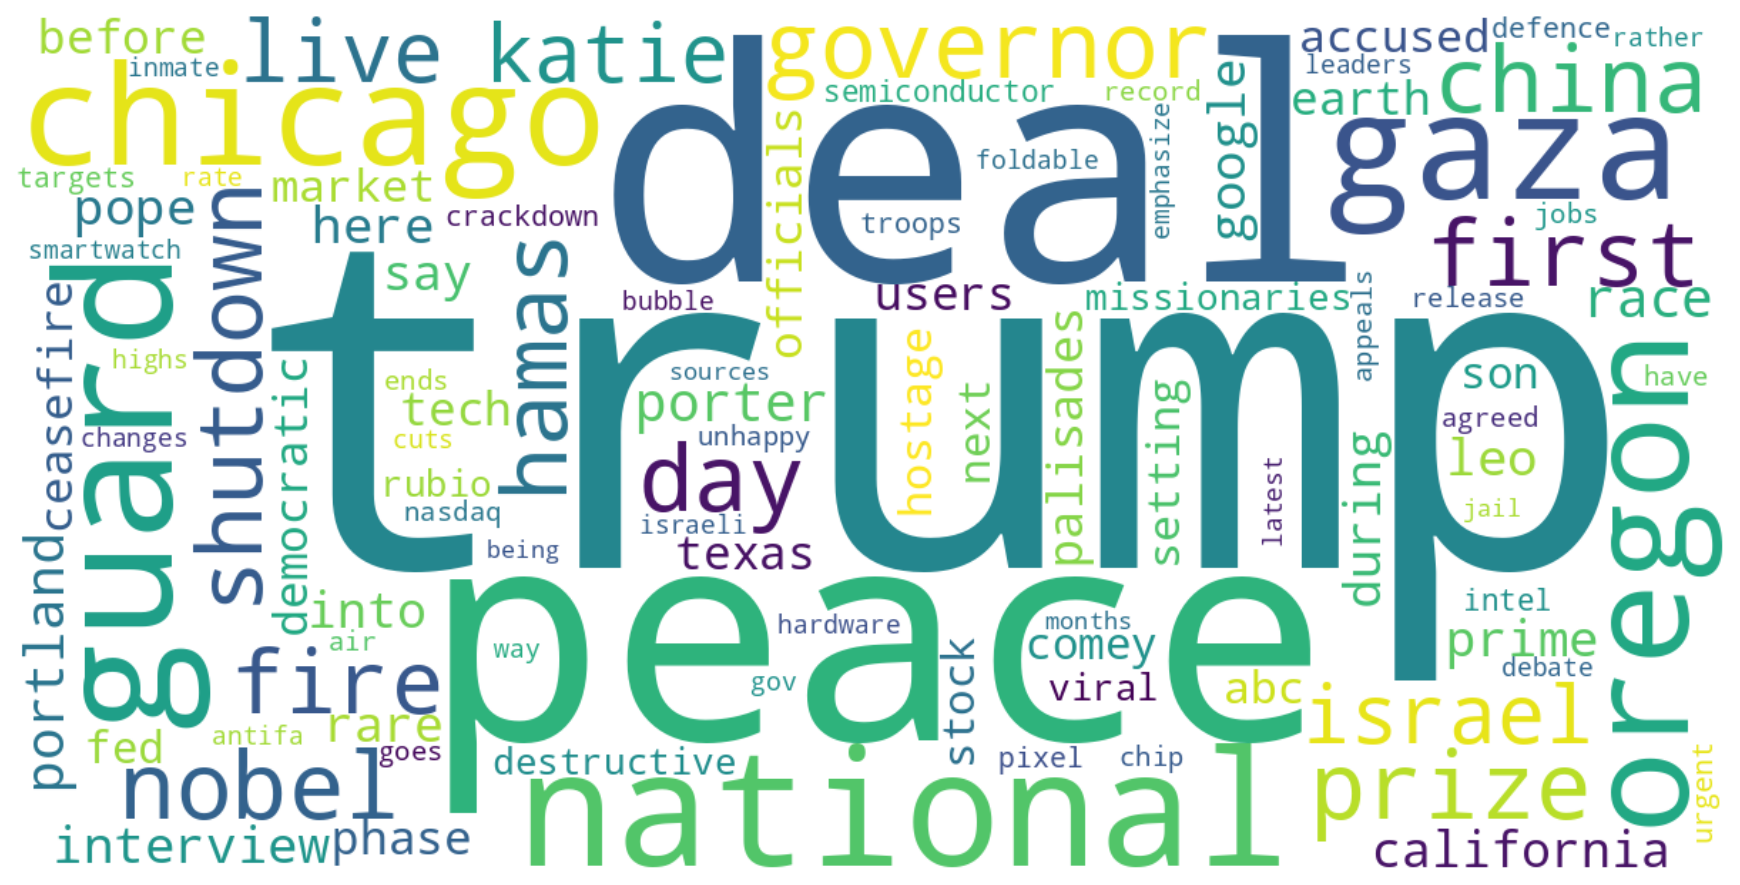 before
inmate
live
katie
governor
accused
defence
rather
leaders
chicago
deal
semiconductor
record
google
earth
china
targets
rate
market
officials
foldable
emphasize
gaza
pope
here
crackdown
troops
jobs
smartwatch
shutdown
say
hamas
bubble
users
missionaries
appeals
release
first
race
guard
ceasefire
highs
trump
democratic
ends
tech
sources
porter
hostage
next
palisades
setting
son
have
changes
cuts
unhappy
day
agreed
oregon
rubio
leo
nasdaq
israeli
latest
during
jail
being
texas
portland
into
air
peace
way
hardware
months
comey
intel
prime
debate
fire
gov
stock
viral
abc
israel
rare
fed
antifa
goes
destructive
pixel
chip
nobel
national
prize
urgent
interview
phase
california